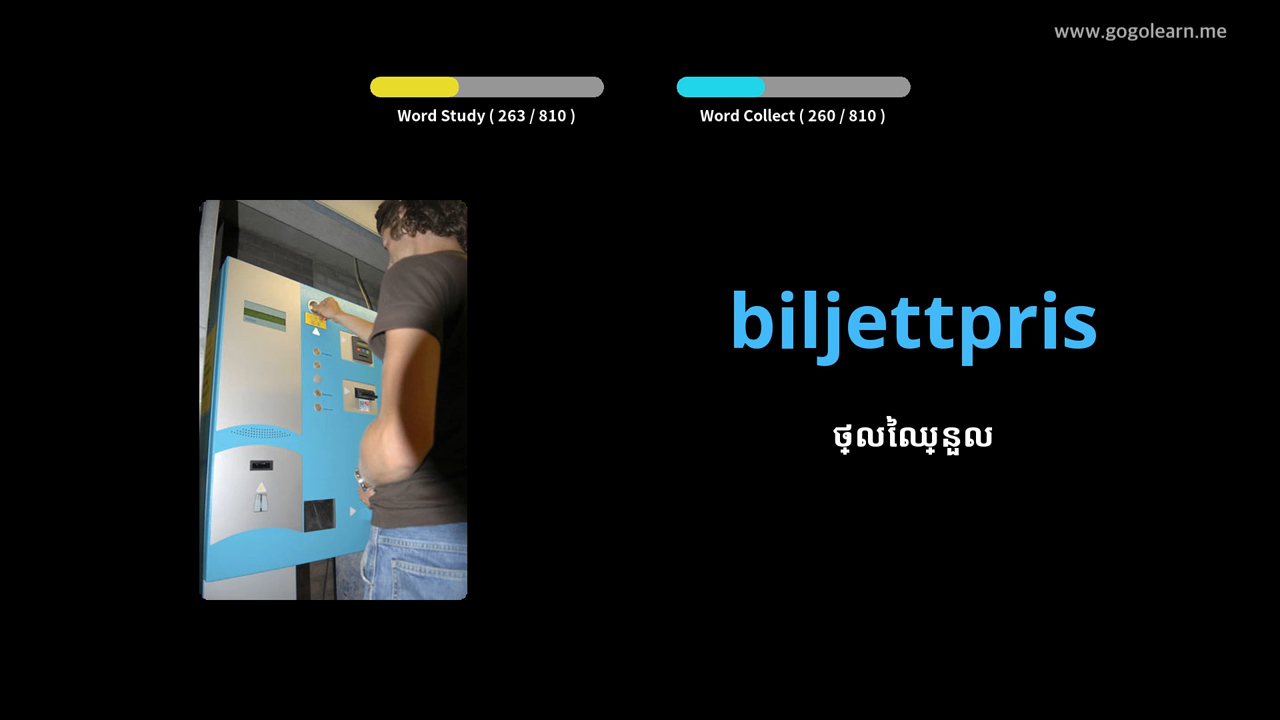 www.gogolearn.me
Word Study ( 263 / 810 )
Word Collect ( 260 / 810 )
biljettpris
ថ្លៃឈ្នួល